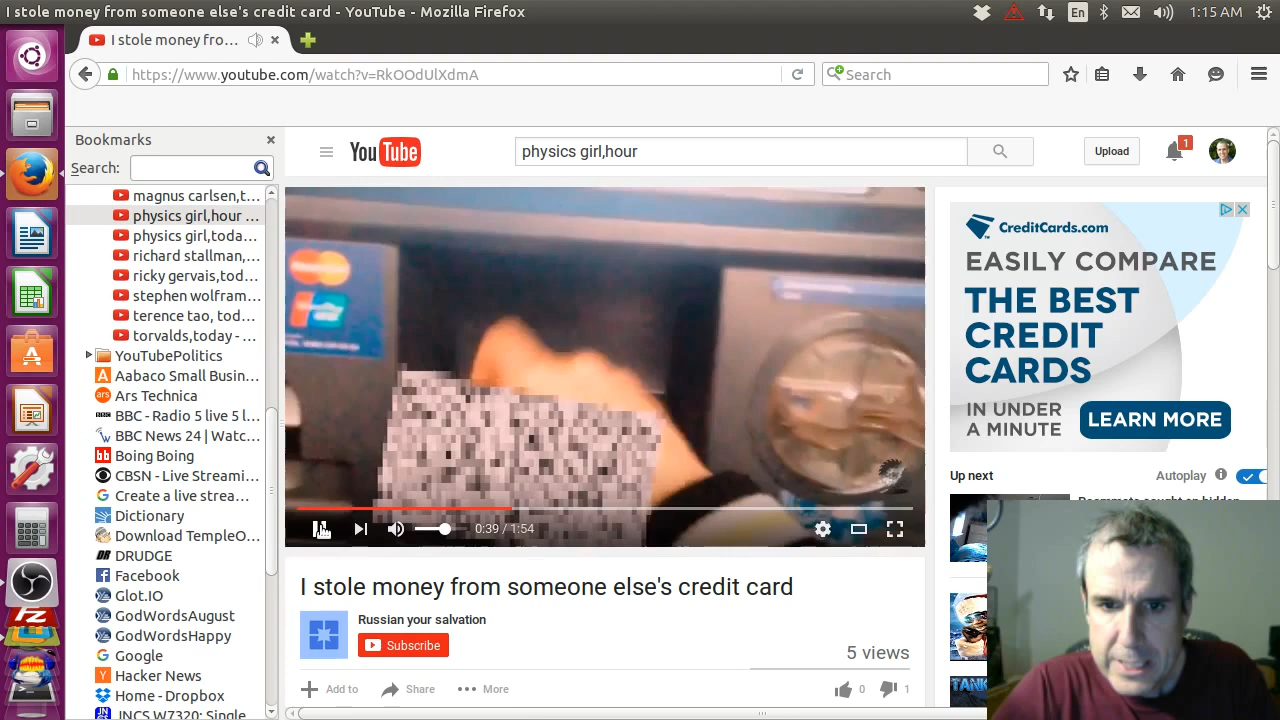 I stole money from someone else's credit card - YouTube - Mozilla Firefox
En
1:15 AM
I stole money fro…
https://www.youtube.com/watch?v=RkOOdUlXdmA
Search
Bookmarks
Search:
magnus carlsen,t…
physics girl,hour …
physics girl,toda…
richard stallman,…
ricky gervais,tod…
stephen wolfram…
terence tao, tod…
torvalds,today - …
YouTubePolitics
Aabaco Small Busin…
Ars Technica
BBC - Radio 5 live 5 l…
BBC News 24 | Watc…
Boing Boing
CBSN - Live Streami…
Create a live strea…
Dictionary
Download TempleO…
DRUDGE
Facebook
Glot.IO
GodWordsAugust
GodWordsHappy
Google
Hacker News
Home - Dropbox
JNCS W7320: Singl…
YouTube
physics girl,hour
Upload
1
0:39 / 1:54
I stole money from someone else's credit card
Russian your salvation
Subscribe
5 views
Add to
Share
More
0
1
CreditCards.com
EASILY COMPARE
THE BEST
CREDIT
CARDS
IN UNDER
A MINUTE
LEARN MORE
Up next
Autoplay